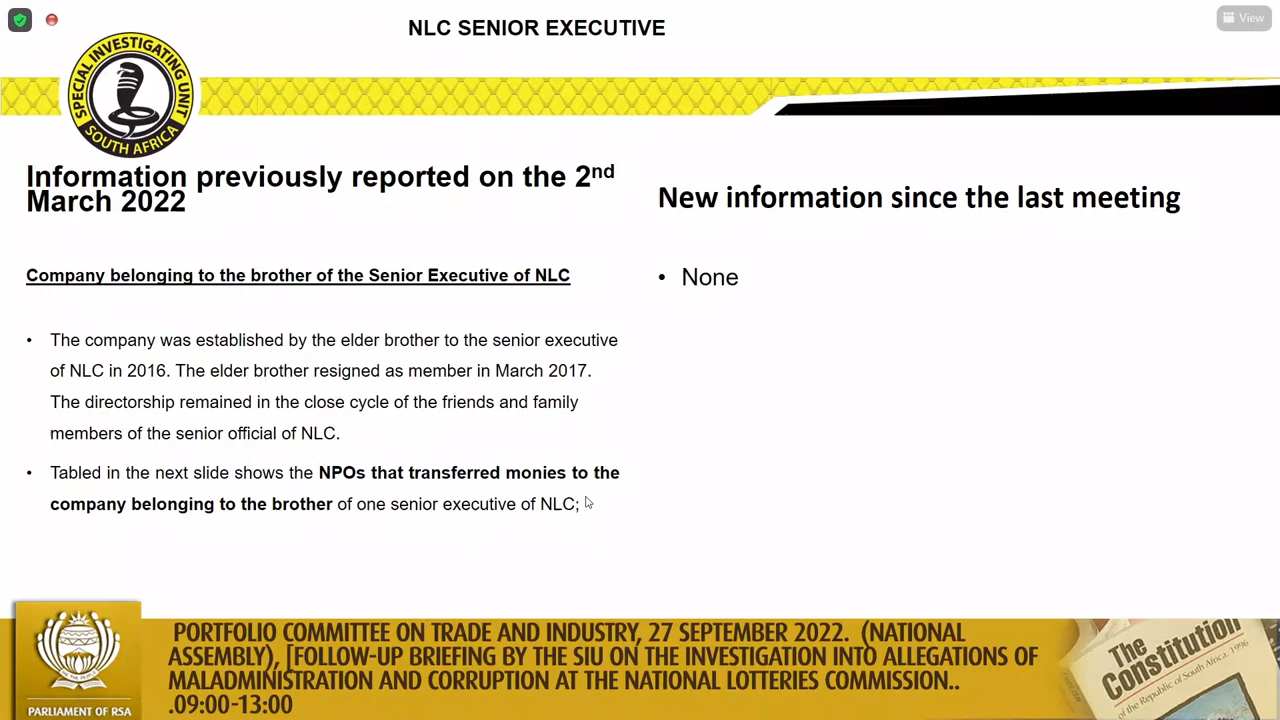 NLC SENIOR EXECUTIVE
View
SPECIAL INVESTIGATING UNIT
SOUTH AFRICA
Information previously reported on the 2nd
March 2022
Company belonging to the brother of the Senior Executive of NLC
• The company was established by the elder brother to the senior executive
of NLC in 2016. The elder brother resigned as member in March 2017.
The directorship remained in the close cycle of the friends and family
members of the senior official of NLC.
• Tabled in the next slide shows the NPOs that transferred monies to the
company belonging to the brother of one senior executive of NLC;
New information since the last meeting
• None
PORTFOLIO COMMITTEE ON TRADE AND INDUSTRY, 27 SEPTEMBER 2022. (NATIONAL
ASSEMBLY), [FOLLOW-UP BRIEFING BY THE SIU ON THE INVESTIGATION INTO ALLEGATIONS OF
MALADMINISTRATION AND CORRUPTION AT THE NATIONAL LOTTERIES COMMISSION..
.09:00-13:00
PARLIAMENT OF RSA
The
Constitution
of the Republic of South Africa, 1996